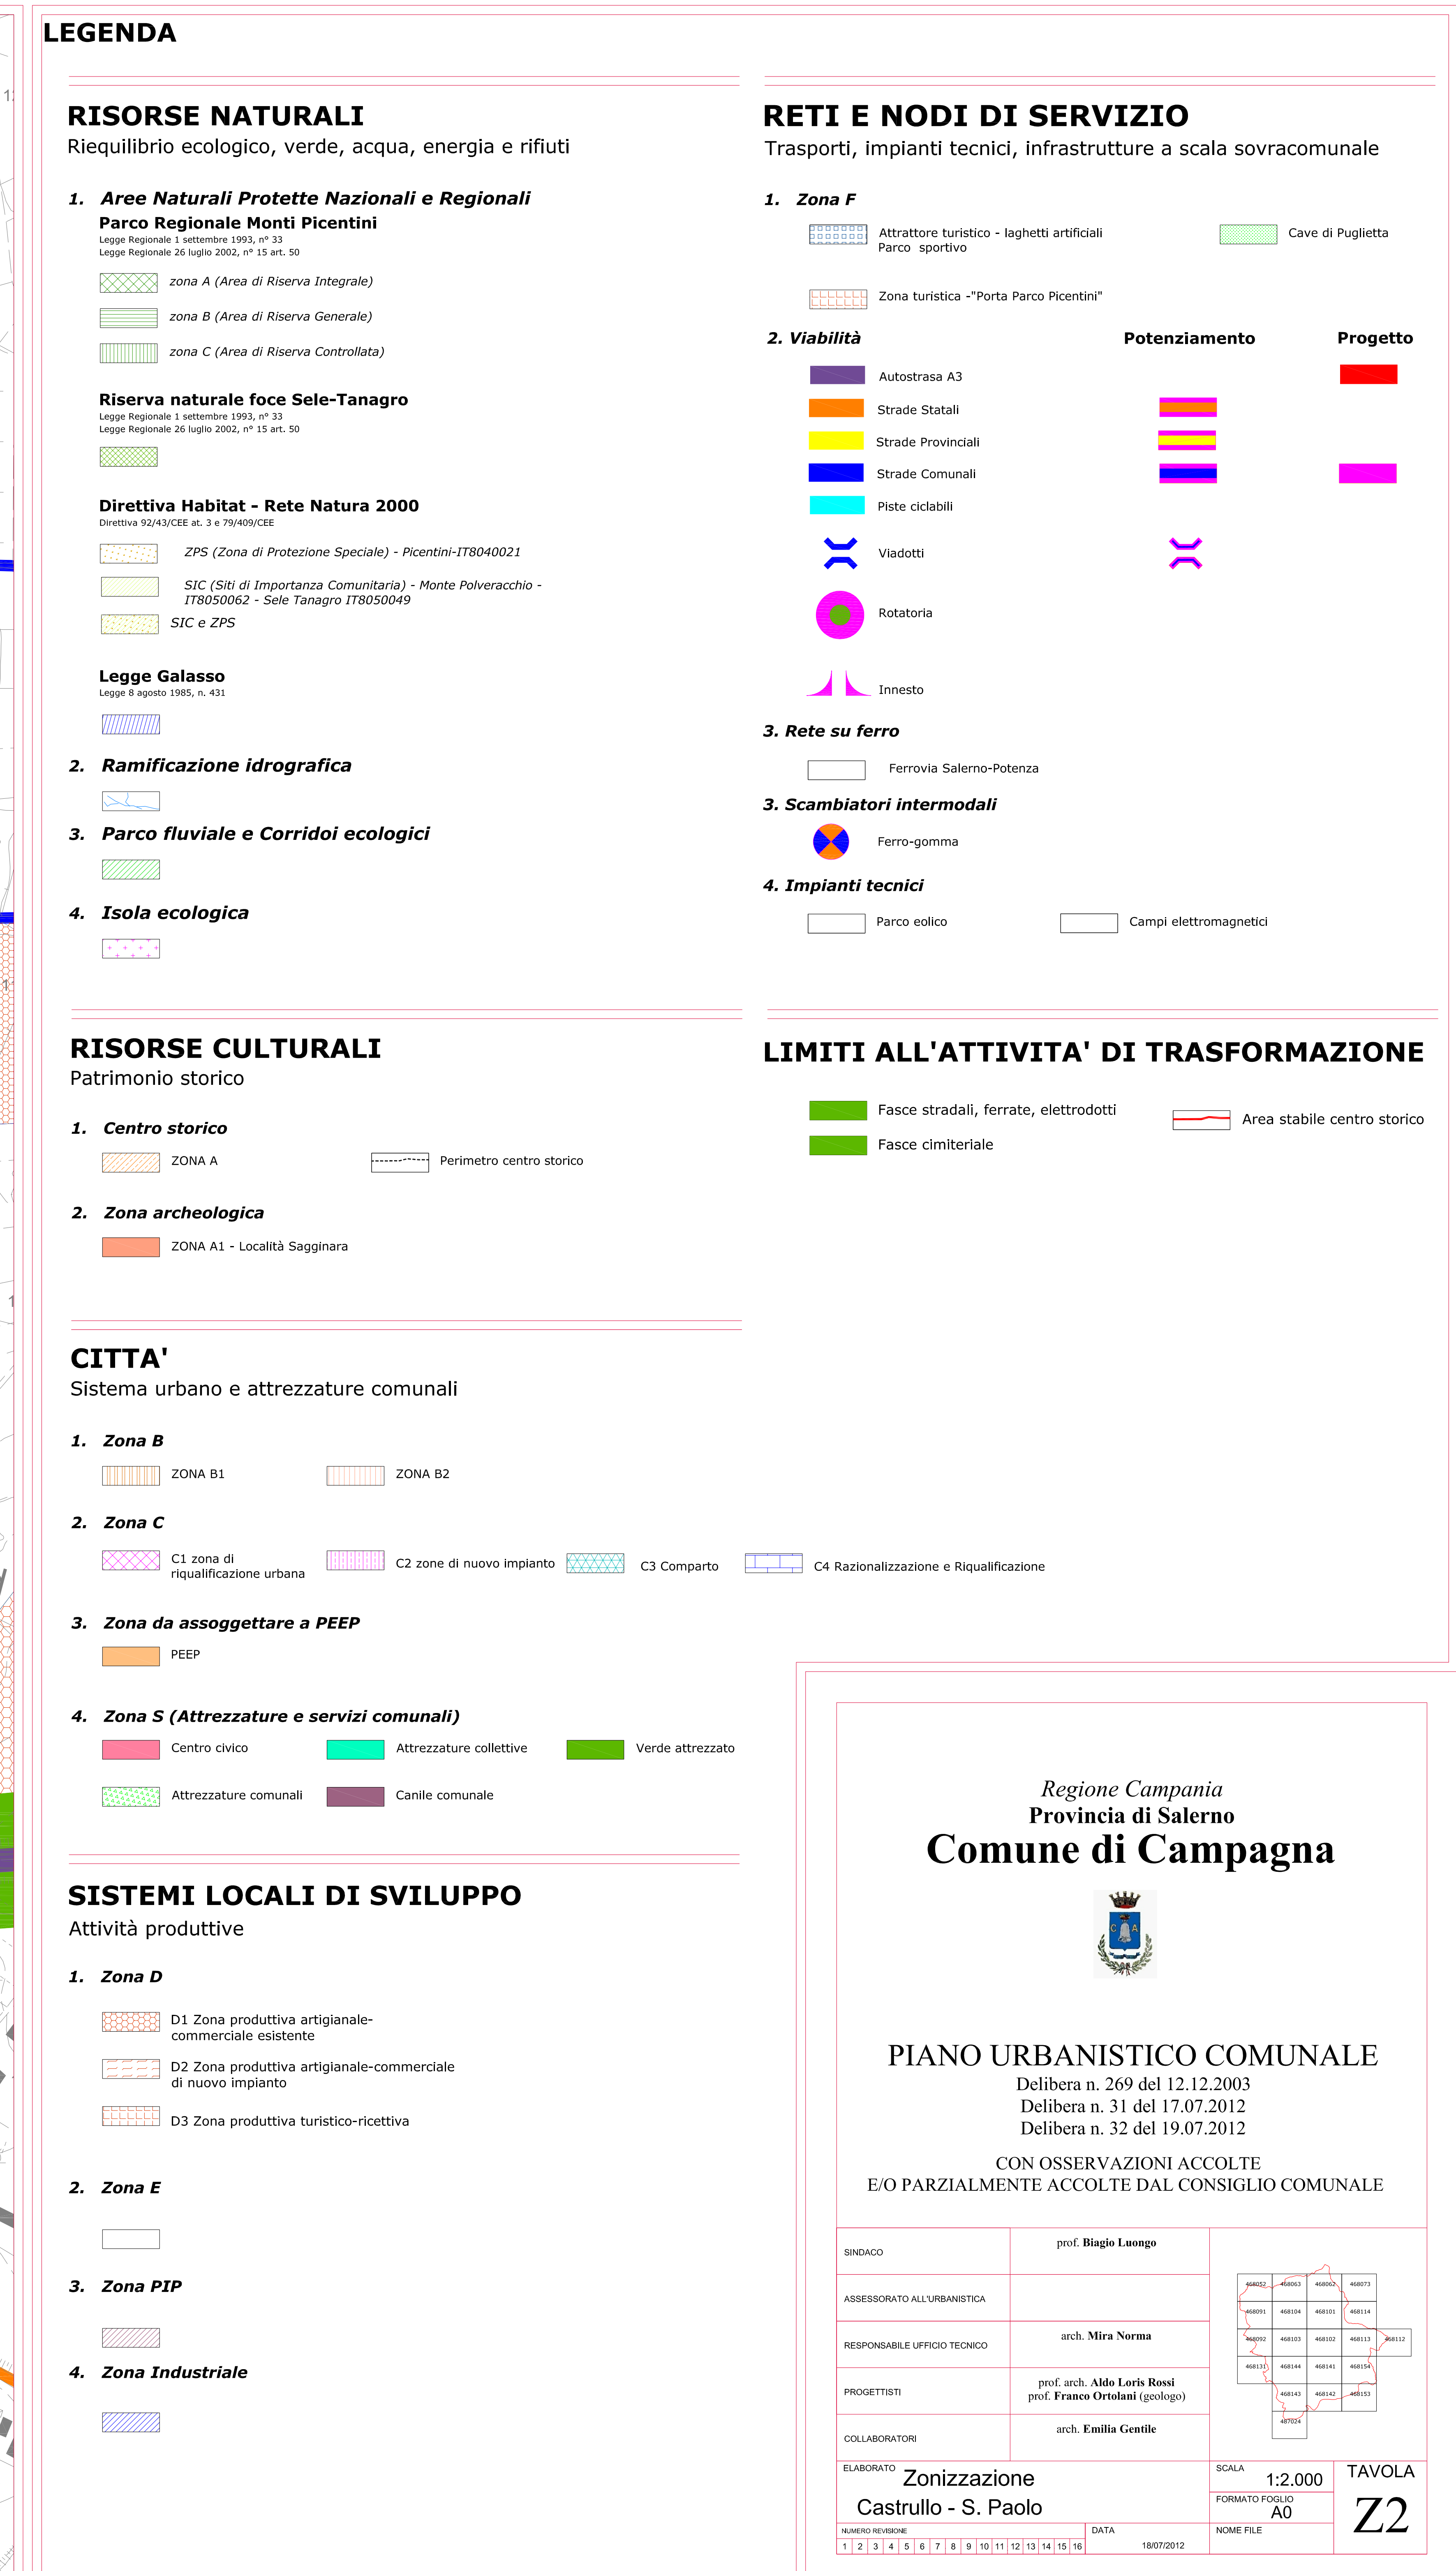 LEGENDA
RISORSE NATURALI
Riequilibrio ecologico, verde, acqua, energia e rifiuti
1. Aree Naturali Protette Nazionali e Regionali
Parco Regionale Monti Picentini
Legge Regionale 1 settembre 1993, n° 33
Legge Regionale 26 luglio 2002, n° 15 art. 50
zona A (Area di Riserva Integrale)
zona B (Area di Riserva Generale)
zona C (Area di Riserva Controllata)
Riserva naturale foce Sele-Tanagro
Legge Regionale 1 settembre 1993, n° 33
Legge Regionale 26 luglio 2002, n° 15 art. 50
Direttiva Habitat - Rete Natura 2000
Direttiva 92/43/CEE at. 3 e 79/409/CEE
ZPS (Zona di Protezione Speciale) - Picentini-IT8040021
SIC (Siti di Importanza Comunitaria) - Monte Polveracchio -
IT8050062 - Sele Tanagro IT8050049
SIC e ZPS
Legge Galasso
Legge 8 agosto 1985, n. 431
2. Ramificazione idrografica
3. Parco fluviale e Corridoi ecologici
4. Isola ecologica
RETI E NODI DI SERVIZIO
Trasporti, impianti tecnici, infrastrutture a scala sovracomunale
1. Zona F
Attrattore turistico - laghetti artificiali
Parco sportivo
Cave di Puglietta
Zona turistica -"Porta Parco Picentini"
2. Viabilità Potenziamento Progetto
Autostrasa A3
Strade Statali
Strade Provinciali
Strade Comunali
Piste ciclabili
Viadotti
Rotatoria
Innesto
3. Rete su ferro
Ferrovia Salerno-Potenza
3. Scambiatori intermodali
Ferro-gomma
4. Impianti tecnici
Parco eolico Campi elettromagnetici
RISORSE CULTURALI
Patrimonio storico
1. Centro storico
ZONA A Perimetro centro storico
2. Zona archeologica
ZONA A1 - Località Sagginara
LIMITI ALL'ATTIVITA' DI TRASFORMAZIONE
Fasce stradali, ferrate, elettrodotti
Area stabile centro storico
Fasce cimiteriale
CITTA'
Sistema urbano e attrezzature comunali
1. Zona B
ZONA B1 ZONA B2
2. Zona C
C1 zona di
riqualificazione urbana
C2 zone di nuovo impianto
C3 Comparto
C4 Razionalizzazione e Riqualificazione
3. Zona da assoggettare a PEEP
PEEP
4. Zona S (Attrezzature e servizi comunali)
Centro civico Attrezzature collettive Verde attrezzato
Attrezzature comunali Canile comunale
SISTEMI LOCALI DI SVILUPPO
Attività produttive
1. Zona D
D1 Zona produttiva artigianale-
commerciale esistente
D2 Zona produttiva artigianale-commerciale
di nuovo impianto
D3 Zona produttiva turistico-ricettiva
2. Zona E
3. Zona PIP
4. Zona Industriale
Regione Campania
Provincia di Salerno
Comune di Campagna
C A
PIANO URBANISTICO COMUNALE
Delibera n. 269 del 12.12.2003
Delibera n. 31 del 17.07.2012
Delibera n. 32 del 19.07.2012
CON OSSERVAZIONI ACCOLTE
E/O PARZIALMENTE ACCOLTE DAL CONSIGLIO COMUNALE
SINDACO prof. Biagio Luongo
ASSESSORATO ALL'URBANISTICA
RESPONSABILE UFFICIO TECNICO arch. Mira Norma
PROGETTISTI prof. arch. Aldo Loris Rossi
prof. Franco Ortolani (geologo)
COLLABORATORI arch. Emilia Gentile
468052 468063 468062 468073
468091 468104 468101 468114
468092 468103 468102 468113 468112
468131 468144 468141 468154
468143 468142 468153
487024
ELABORATO Zonizzazione
Castrullo - S. Paolo
SCALA 1:2.000
FORMATO FOGLIO
A0
TAVOLA
Z2
NUMERO REVISIONE
1 2 3 4 5 6 7 8 9 10 11 12 13 14 15 16
DATA
18/07/2012
NOME FILE